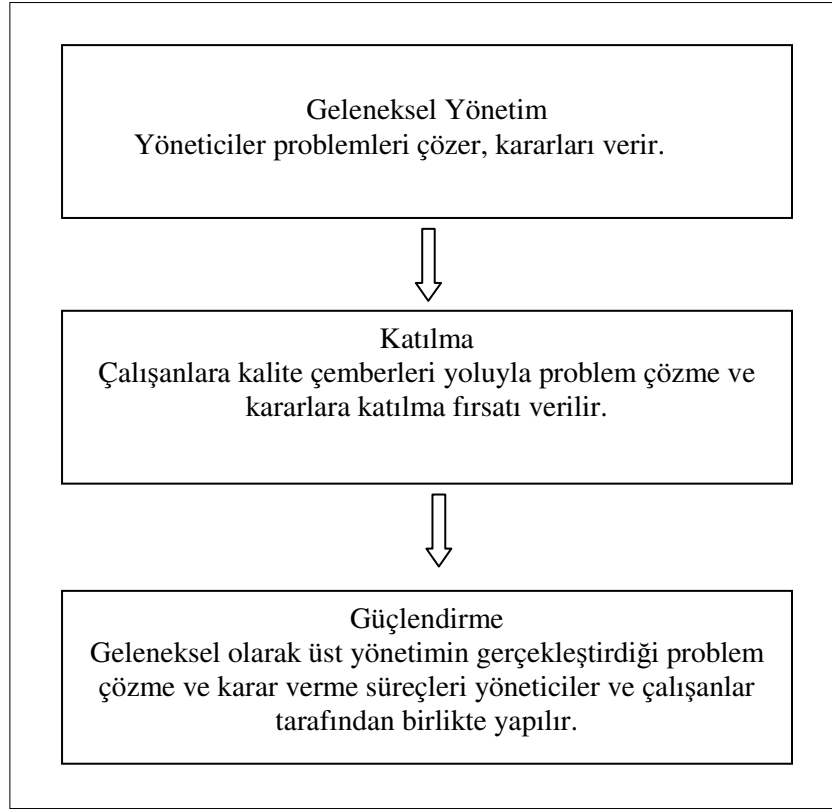 Geleneksel Yönetim
Yöneticiler problemleri çözer, kararları verir.
Katılma
Çalışanlara kalite çemberleri yoluyla problem çözme ve
kararlara katılma fırsatı verilir.
Güçlendirme
Geleneksel olarak üst yönetimin gerçekleştirdiği problem
çözme ve karar verme süreçleri yöneticiler ve çalışanlar
tarafından birlikte yapılır.